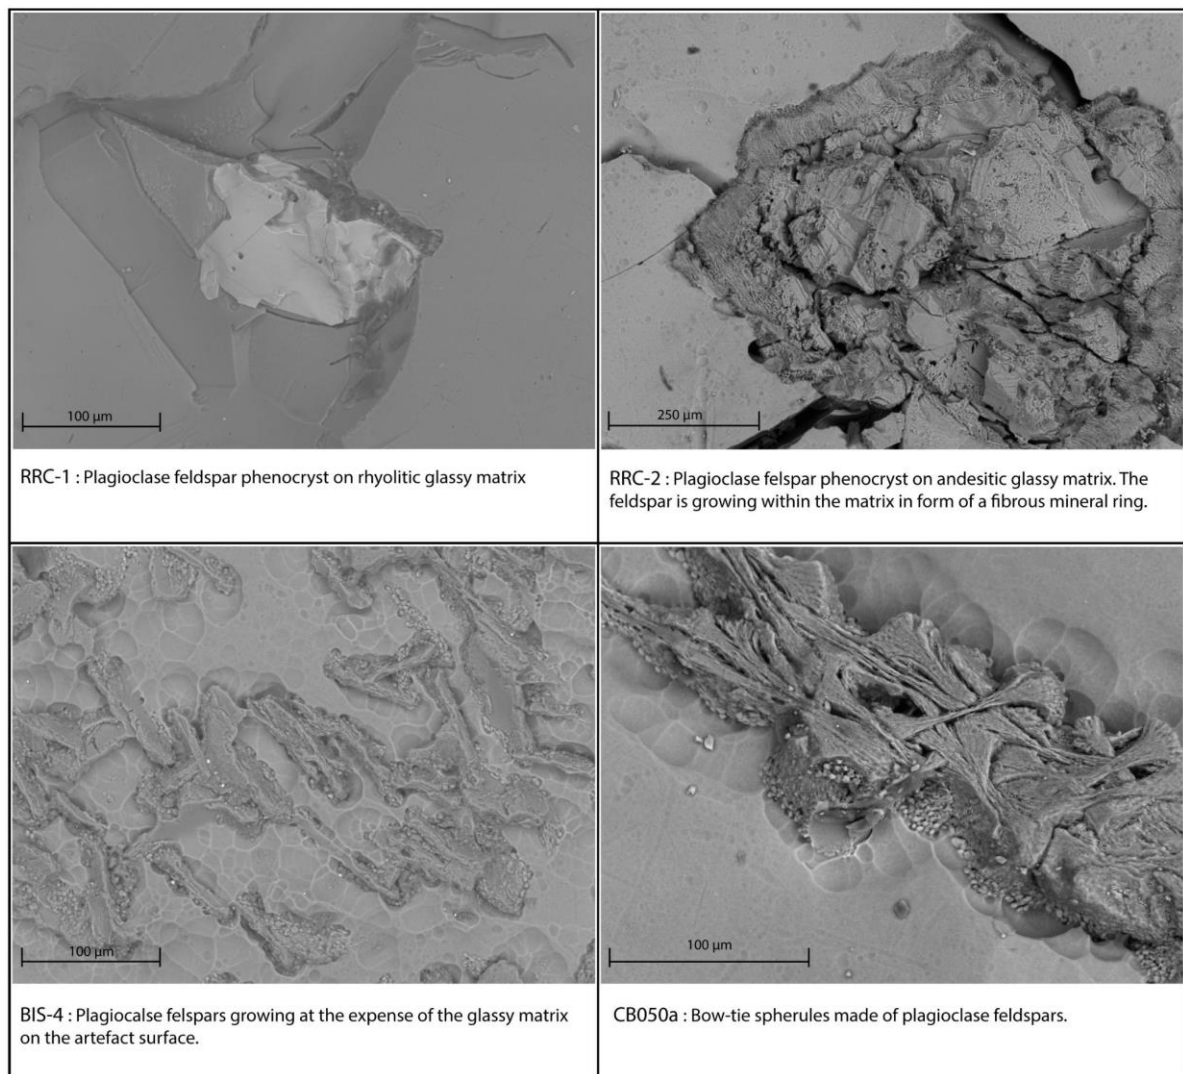 100 µm
250 µm
RRC-1 : Plagioclase feldspar phenocryst on rhyolitic glassy matrix
RRC-2 : Plagioclase felspar phenocryst on andesitic glassy matrix. The
feldspar is growing within the matrix in form of a fibrous mineral ring.
100 µm
100 µm
BIS-4 : Plagiocalse felspars growing at the expense of the glassy matrix
on the artefact surface.
CB050a : Bow-tie spherules made of plagioclase feldspars.